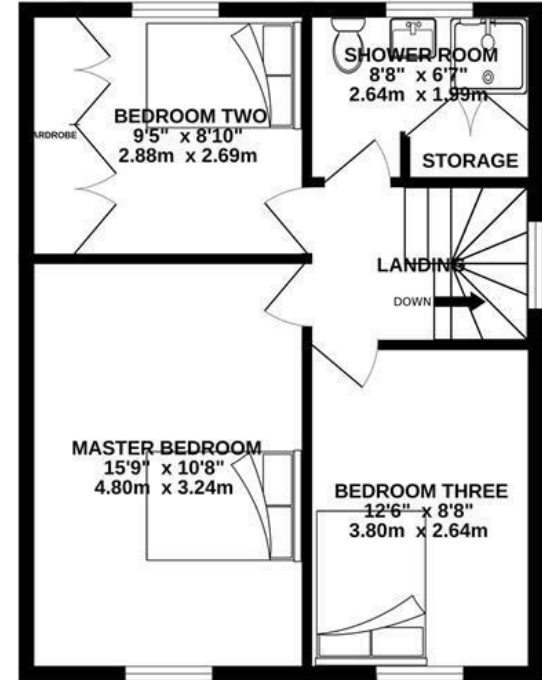 SHOWER ROOM
8'8" x 6'7"
2.64m x 1.99m
BEDROOM TWO
9'5" x 8'10"
2.88m x 2.69m
ARDROBE
STORAGE
LANDING
DOWN
MASTER BEDROOM
15'9" x 10'8"
4.80m x 3.24m
BEDROOM THREE
12'6" x 8'8"
3.80m x 2.64m